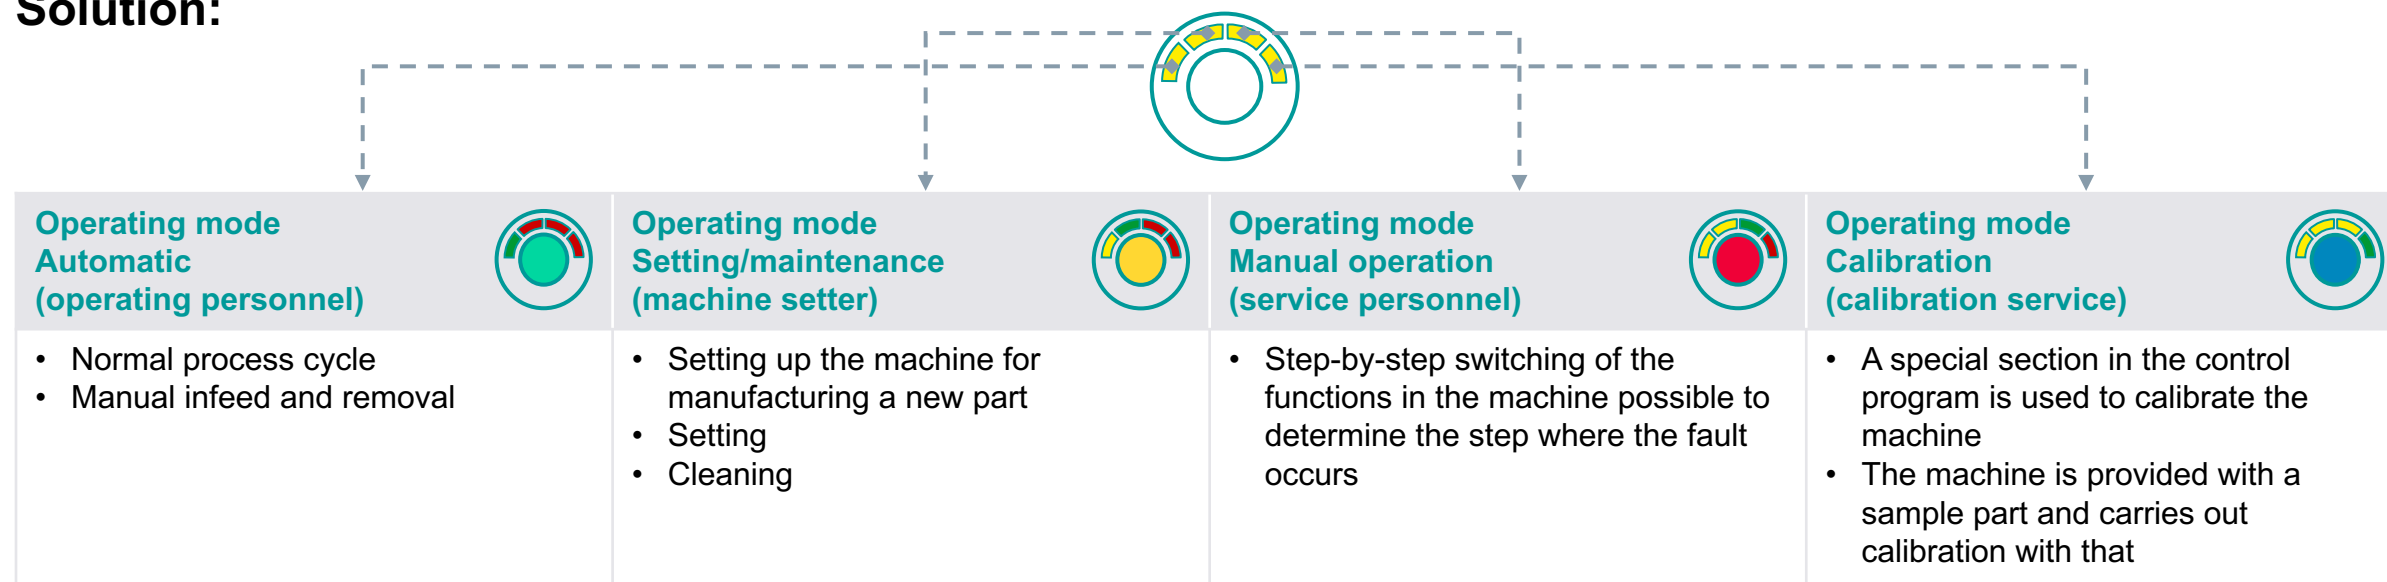 Solution:
Operating mode
Automatic
(operating personnel)
Operating mode
Setting/maintenance
(machine setter)
Operating mode
Manual operation
(service personnel)
Operating mode
Calibration
(calibration service)
• Normal process cycle
• Manual infeed and removal
• Setting up the machine for
manufacturing a new part
• Setting
• Cleaning
• Step-by-step switching of the
functions in the machine possible to
determine the step where the fault
occurs
• A special section in the control
program is used to calibrate the
machine
• The machine is provided with a
sample part and carries out
calibration with that